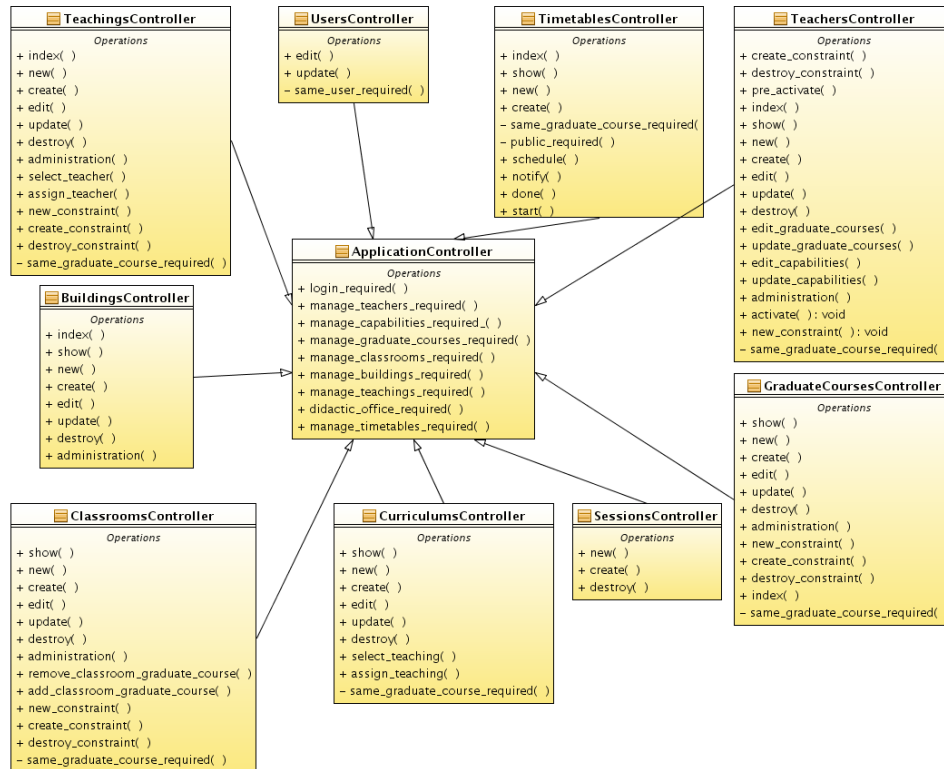 TeachingsController
Operations
+ index( )
+ new( )
+ create( )
+ edit( )
+ update( )
+ destroy( )
+ administration( )
+ select_teacher( )
+ assign_teacher( )
+ new_constraint( )
+ create_constraint( )
+ destroy_constraint( )
– same_graduate_course_required( )
UsersController
Operations
+ edit( )
+ update( )
– same_user_required( )
TimetablesController
Operations
+ index( )
+ show( )
+ new( )
+ create( )
– same_graduate_course_required(
– public_required( )
+ schedule( )
+ notify( )
+ done( )
+ start( )
TeachersController
Operations
+ create_constraint( )
+ destroy_constraint( )
+ pre_activate( )
+ index( )
+ show( )
+ new( )
+ create( )
+ edit( )
+ update( )
+ destroy( )
+ edit_graduate_courses( )
+ update_graduate_courses( )
+ edit_capabilities( )
+ update_capabilities( )
+ administration( )
+ activate( ) : void
+ new_constraint( ) : void
– same_graduate_course_required(
ApplicationController
Operations
+ login_required( )
+ manage_teachers_required( )
+ manage_capabilities_required_( )
+ manage_graduate_courses_required( )
+ manage_classrooms_required( )
+ manage_buildings_required( )
+ manage_teachings_required( )
+ didactic_office_required( )
+ manage_timetables_required( )
BuildingsController
Operations
+ index( )
+ show( )
+ new( )
+ create( )
+ edit( )
+ update( )
+ destroy( )
+ administration( )
GraduateCoursesController
Operations
+ show( )
+ new( )
+ create( )
+ edit( )
+ update( )
+ destroy( )
+ administration( )
+ new_constraint( )
+ create_constraint( )
+ destroy_constraint( )
+ index( )
– same_graduate_course_required(
ClassroomsController
Operations
+ show( )
+ new( )
+ create( )
+ edit( )
+ update( )
+ destroy( )
+ administration( )
+ remove_classroom_graduate_course( )
+ add_classroom_graduate_course( )
+ new_constraint( )
+ create_constraint( )
+ destroy_constraint( )
– same_graduate_course_required( )
CurriculumsController
Operations
+ show( )
+ new( )
+ create( )
+ edit( )
+ update( )
+ destroy( )
+ select_teaching( )
+ assign_teaching( )
– same_graduate_course_required( )
SessionsController
Operations
+ new( )
+ create( )
+ destroy( )